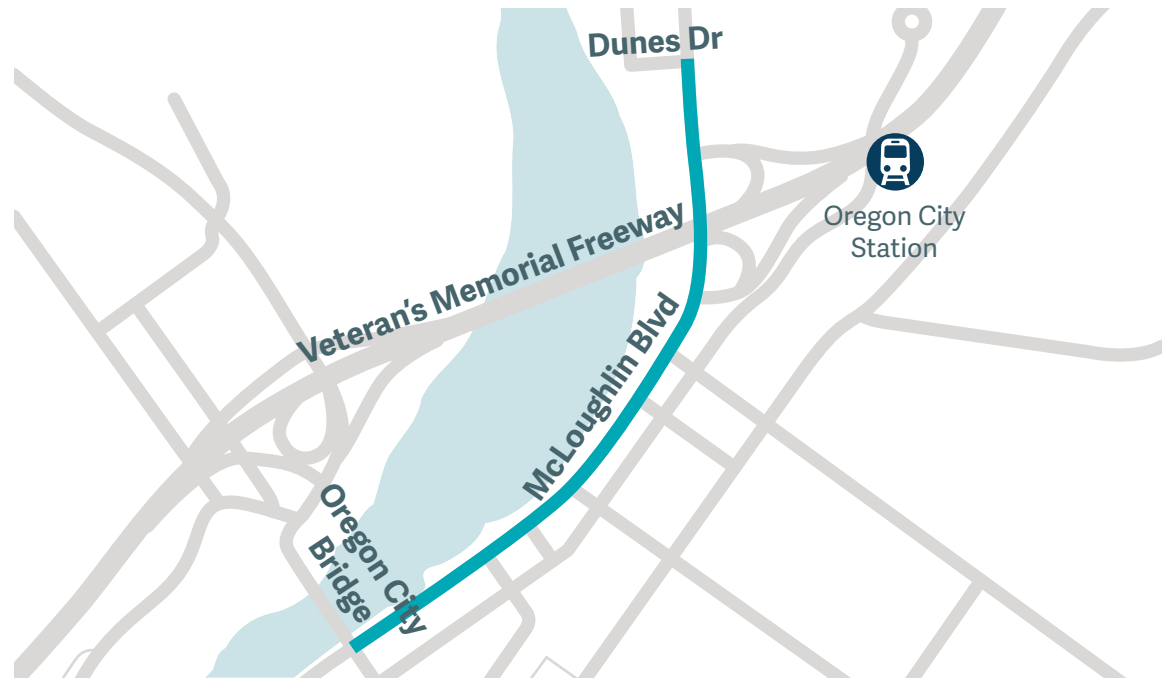 Dunes Dr
Oregon City
Station
Veteran's Memorial Freeway
McLoughlin Blvd
Oregon City
Bridge